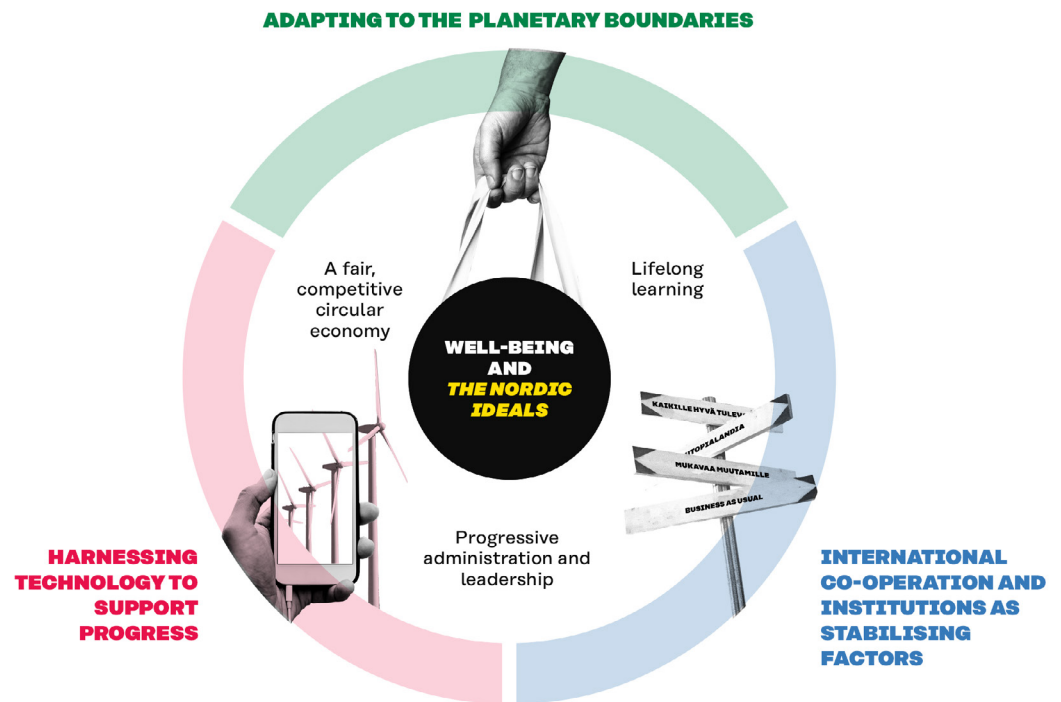 ADAPTING TO THE PLANETARY BOUNDARIES
A fair,
competitive
circular
economy
Lifelong
learning
WELL-BEING
AND
THE NORDIC
IDEALS
KAIKILLE HYVÄ
UTOPIALANDIA
MUKAVAA MUUTAMILLE
BUSINESS AS USUAL
Progressive
administration and
leadership
HARNESSING
TECHNOLOGY TO
SUPPORT
PROGRESS
INTERNATIONAL
CO-OPERATION AND
INSTITUTIONS AS
STABILISING
FACTORS